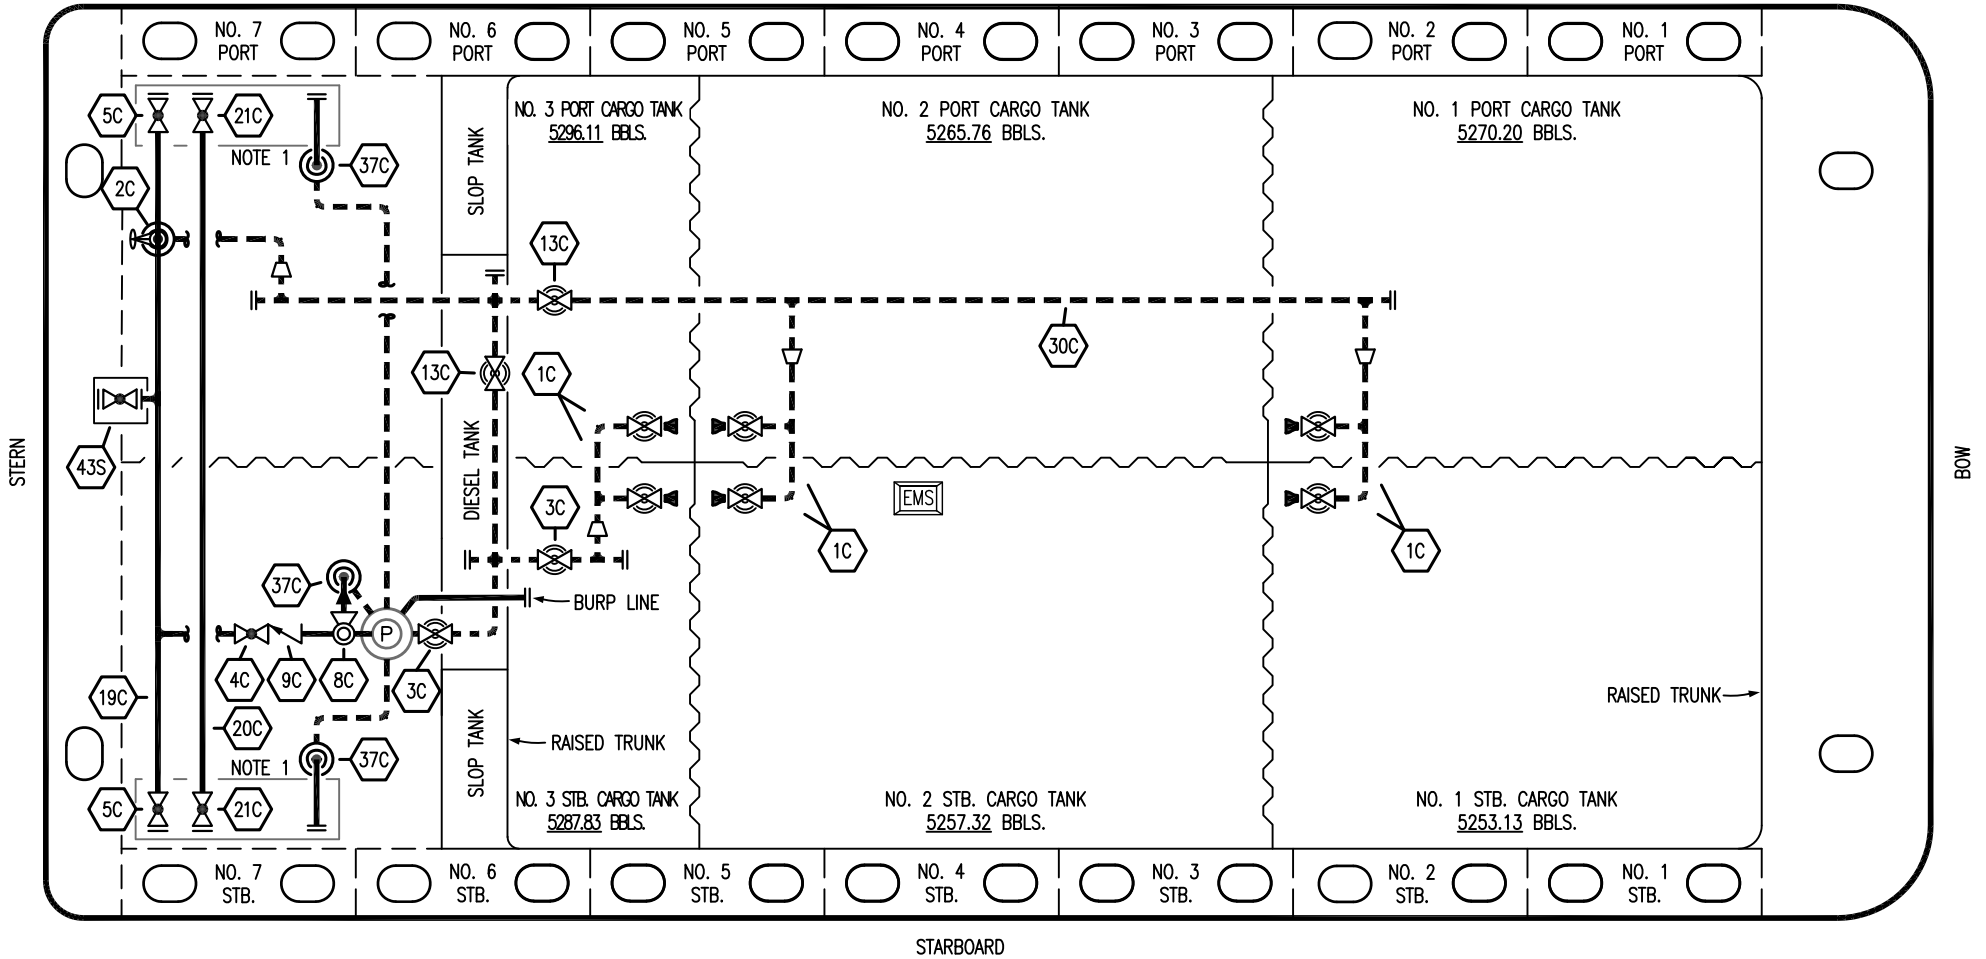 NO. 7
PORT
NO. 6
PORT
NO. 5
PORT
NO. 4
PORT
NO. 3
PORT
NO. 2
PORT
NO. 1
PORT
5C
21C
NOTE 1
37C
2C
SLOP TANK
NO. 3 PORT CARGO TANK
5296.11 BBLS.
NO. 2 PORT CARGO TANK
5265.76 BBLS.
NO. 1 PORT CARGO TANK
5270.20 BBLS.
13C
30C
13C
1C
STERN
43S
DIESEL TANK
3C
EMS
1C
1C
BOW
37C
BURP LINE
P
4C
9C
8C
3C
19C
20C
RAISED TRUNK
RAISED TRUNK
NOTE 1
37C
5C
21C
SLOP TANK
NO. 3 STB. CARGO TANK
5287.83 BBLS.
NO. 2 STB. CARGO TANK
5257.32 BBLS.
NO. 1 STB. CARGO TANK
5253.13 BBLS.
NO. 7
STB.
NO. 6
STB.
NO. 5
STB.
NO. 4
STB.
NO. 3
STB.
NO. 2
STB.
NO. 1
STB.
STARBOARD